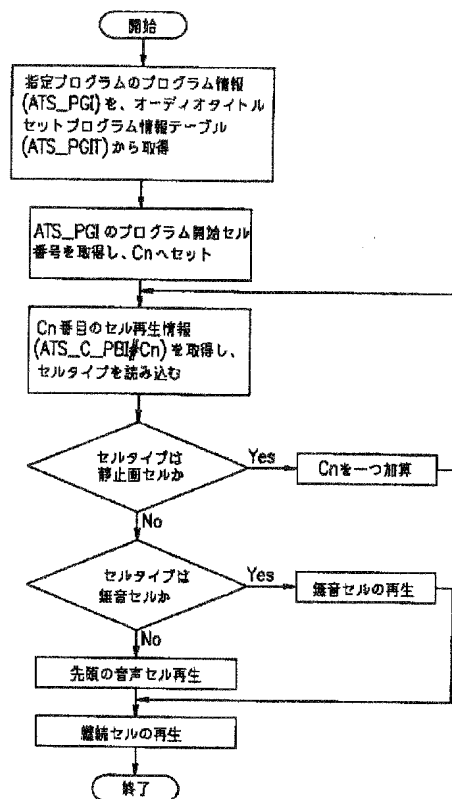 開始
指定プログラムのプログラム情報
(ATS_PGI)を、オーディオタイトル
セットプログラム情報テーブル
(ATS_PGIT)から取得
ATS_PGIのプログラム開始セル
番号を取得し、Cnへセット
Cn番目のセル再生情報
(ATS_C_PBI#Cn)を取得し、
セルタイプを読み込む
セルタイプは
静止画セルか
Yes
Cnを一つ加算
No
セルタイプは
無音セルか
Yes
無音セルの再生
No
先頭の音声セル再生
継続セルの再生
終了